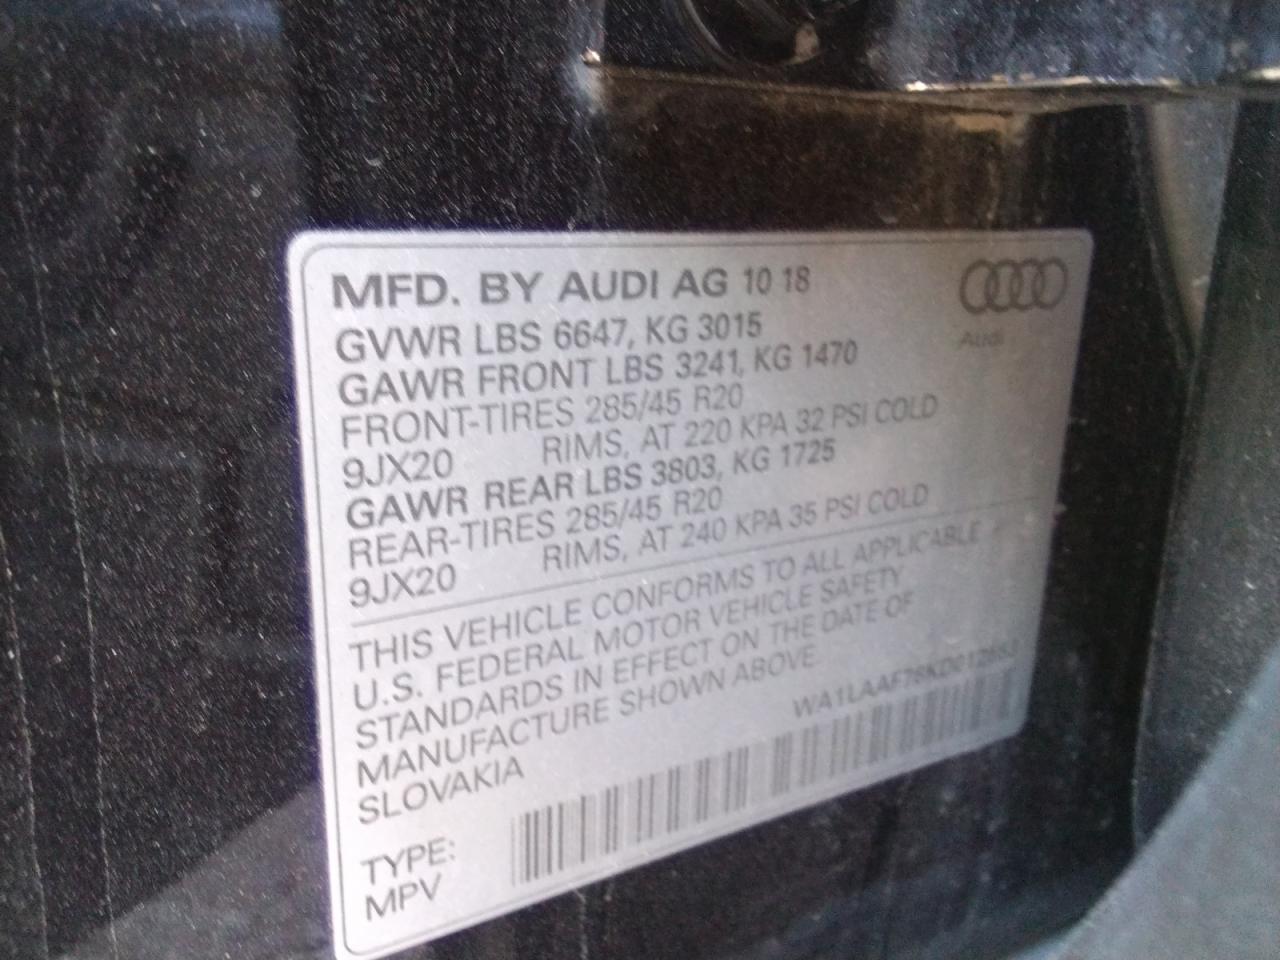 MFD. BY AUDI AG 10 18
Audi
GVWR LBS 6647, KG 3015
GAWR FRONT LBS 3241, KG 1470
FRONT-TIRES 285/45 R20
9JX20 RIMS, AT 220 KPA 32 PSI COLD
GAWR REAR LBS 3803, KG 1725
REAR-TIRES 285/45 R20
9JX20 RIMS, AT 240 KPA 35 PSI COLD
THIS VEHICLE CONFORMS TO ALL APPLICABLE
U.S. FEDERAL MOTOR VEHICLE SAFETY
STANDARDS IN EFFECT ON THE DATE OF
MANUFACTURE SHOWN ABOVE.
SLOVAKIA
TYPE:
MPV